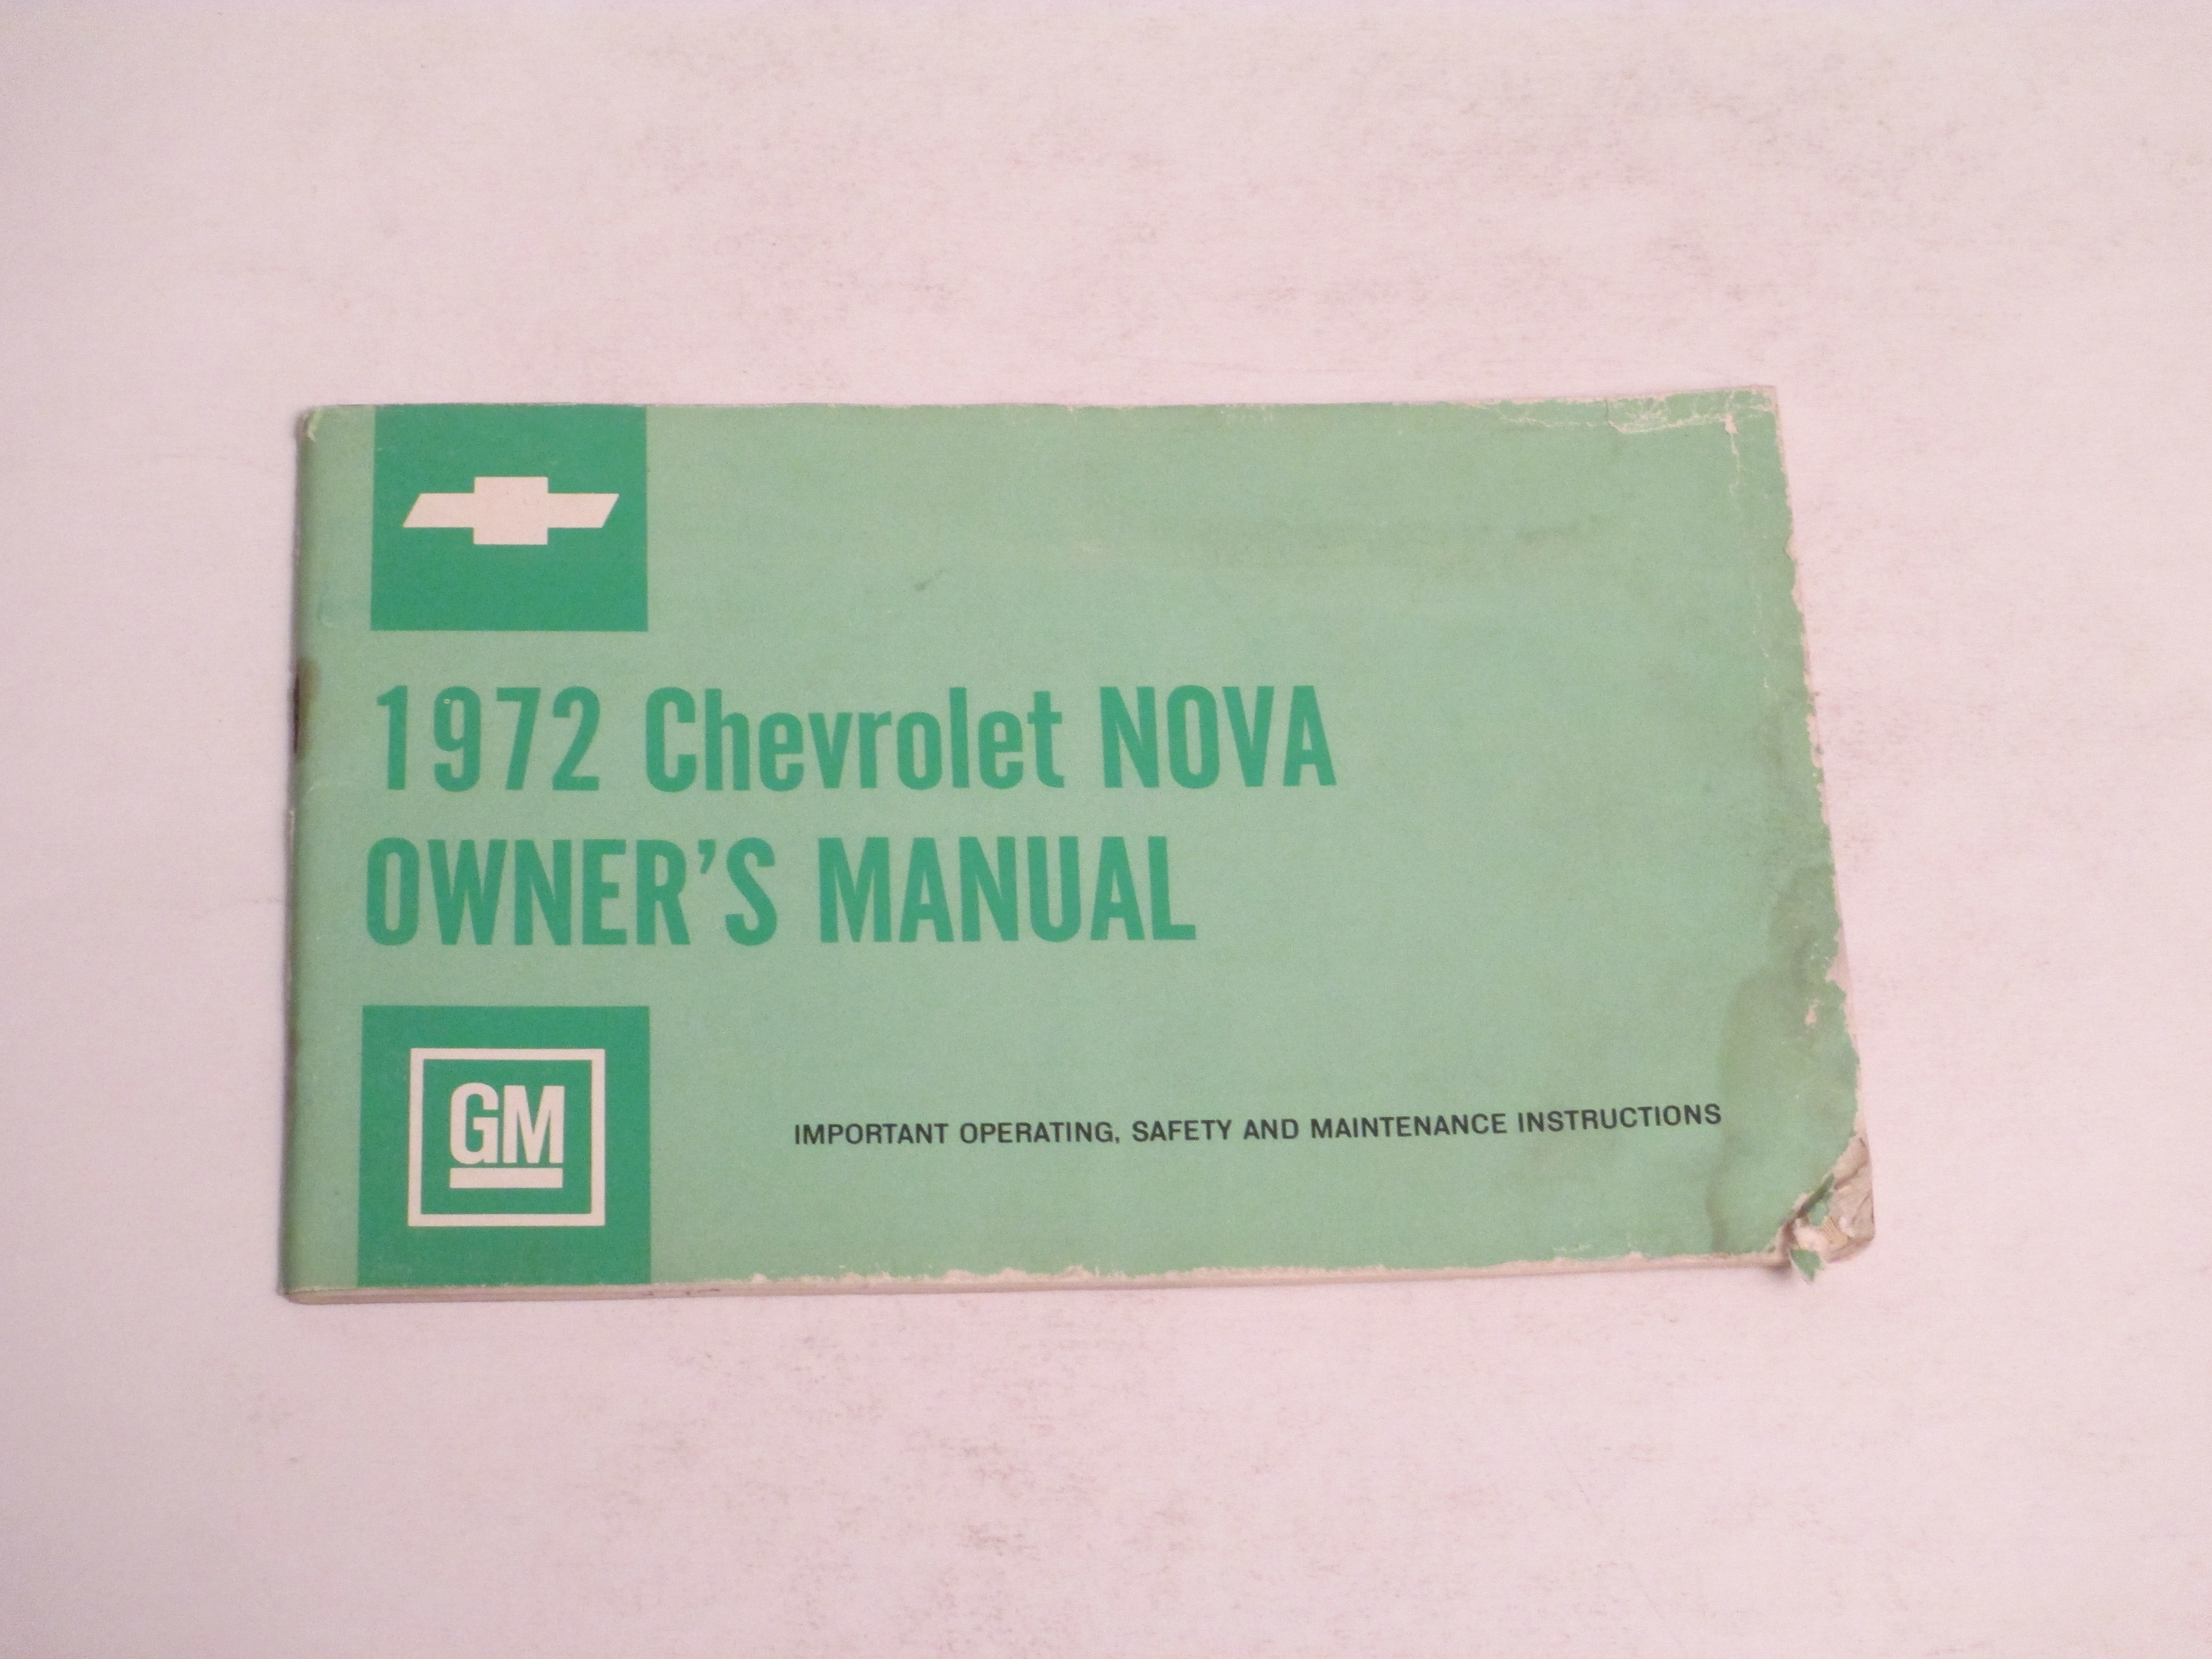 1972 Chevrolet NOVA
OWNER'S MANUAL
GM
IMPORTANT OPERATING, SAFETY AND MAINTENANCE INSTRUCTIONS